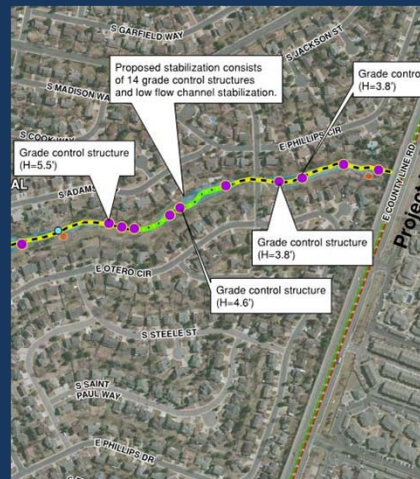 S GARFIELD WAY
S JACKSON ST
Proposed stabilization consists
of 14 grade control structures
and low flow channel stabilization.
Grade contro
(H=3.8')
S MADISON WA
S COOK WAY
E PHILLIPS CIR
Grade control structure
(H=5.5')
AL
S ADAMS
E COUNTY LINE RD
Projec
Grade control structure
(H=3.8')
E OTERO CIR
Grade control structure
(H=4.6')
S STEELE ST
S SAINT
PAUL WAY
E PHILLIPS DR